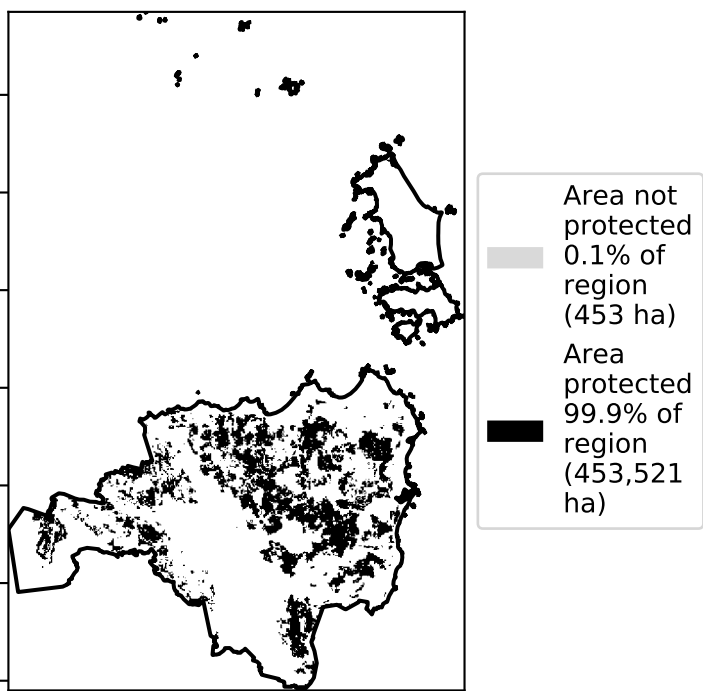 Area not
protected
0.1% of
region
(453 ha)
Area
protected
99.9% of
region
(453,521
ha)